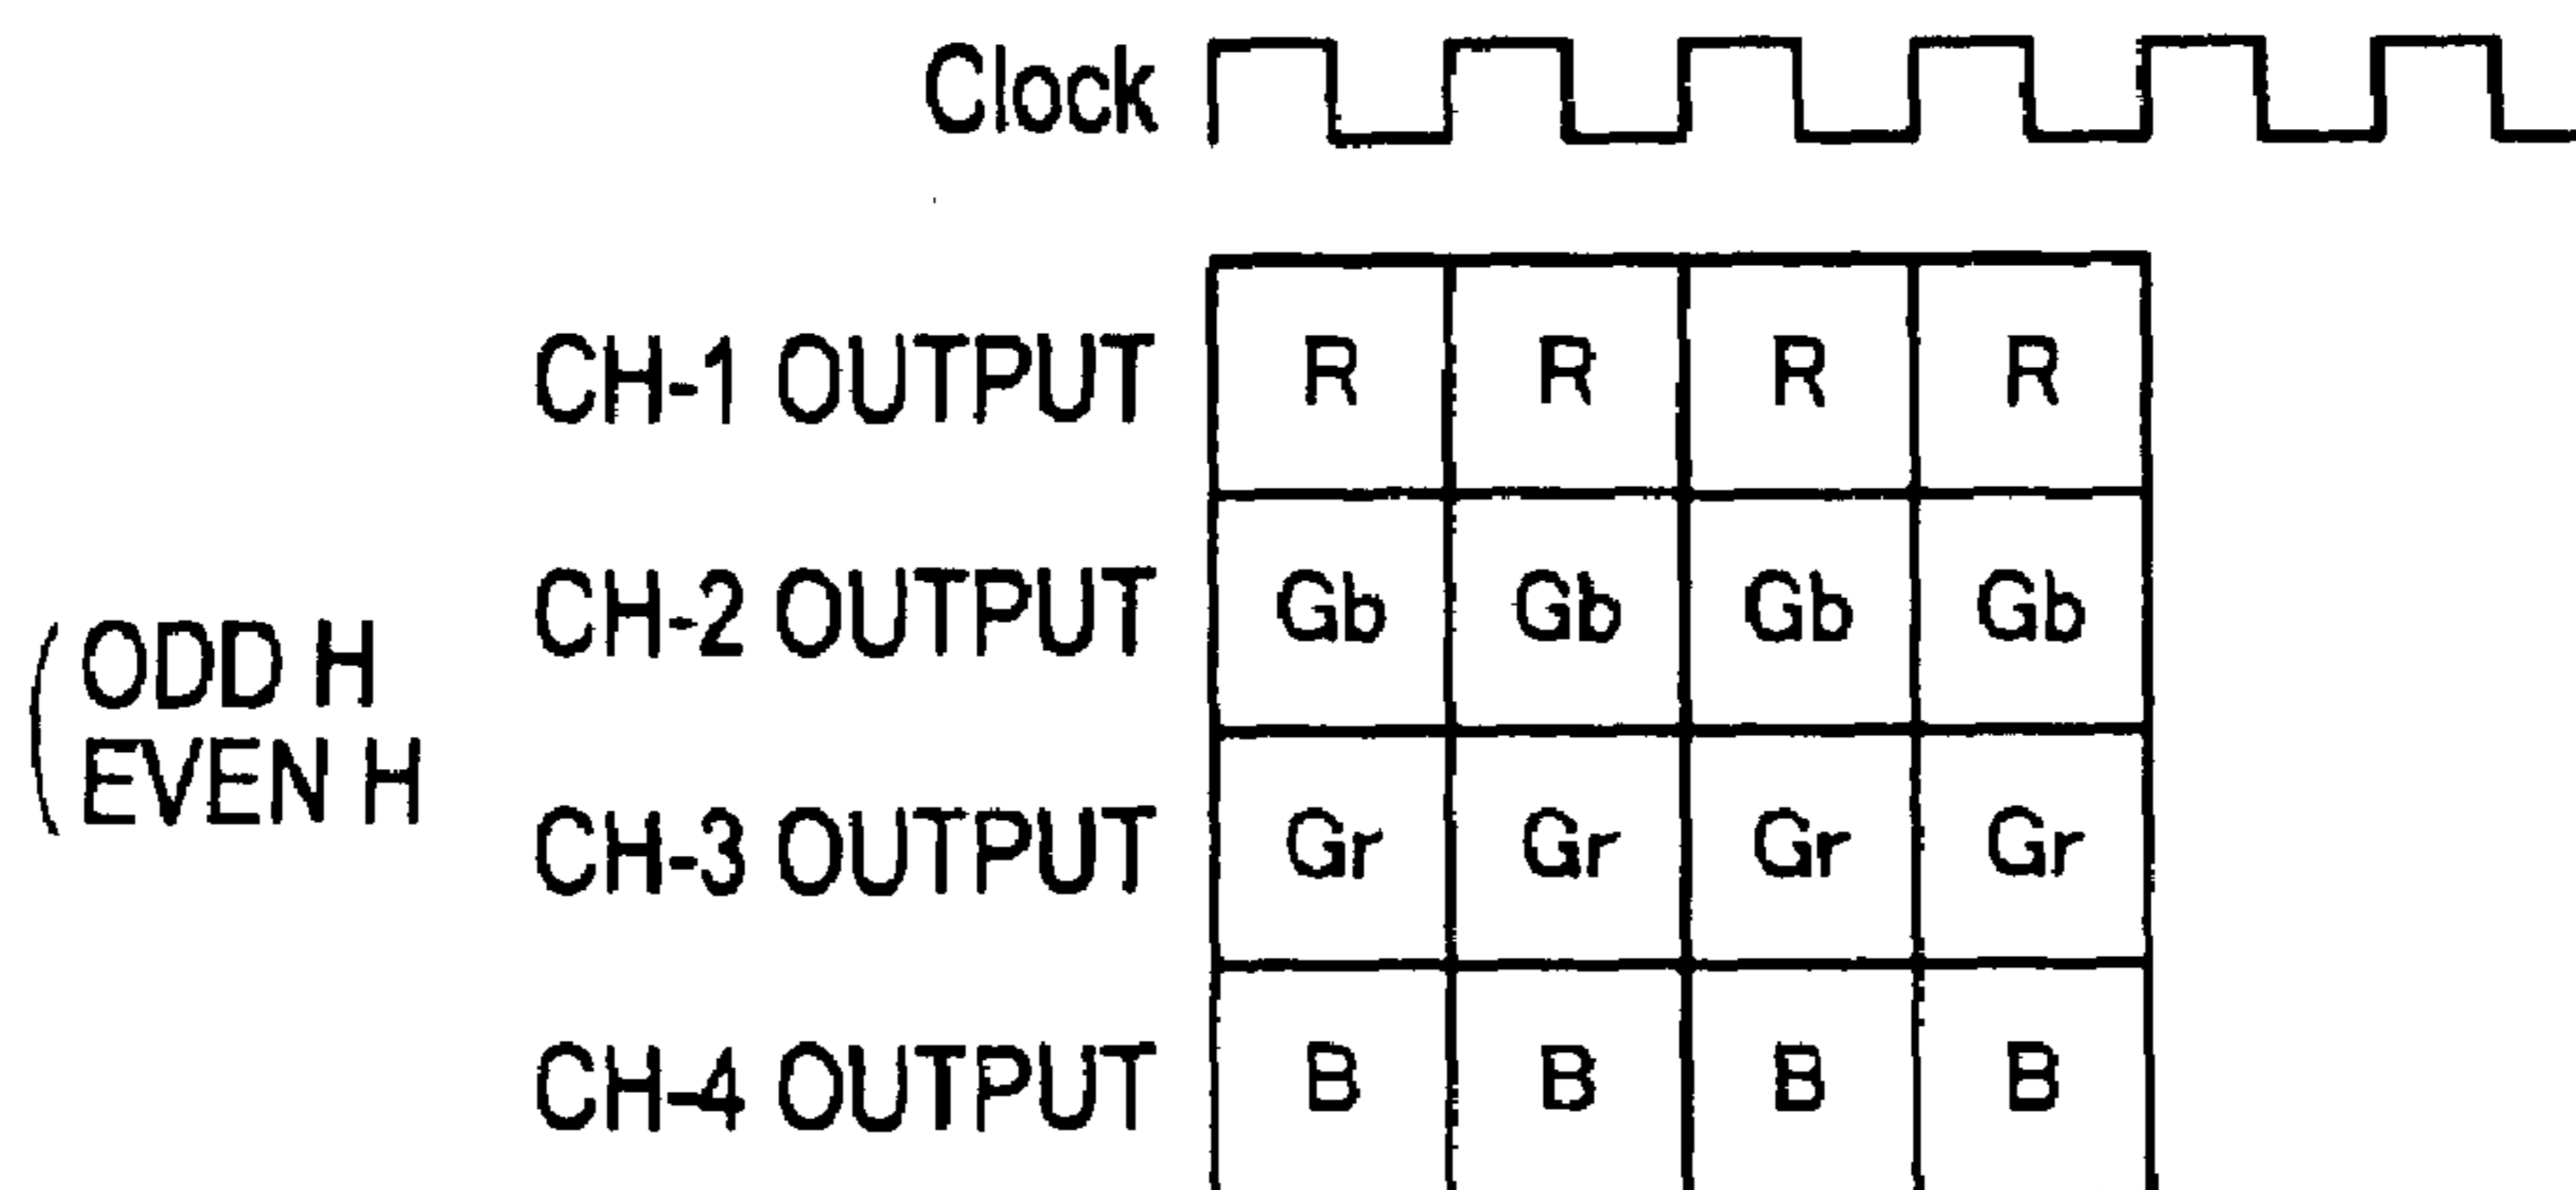 Clock
CH-1 OUTPUT R R R R
CH-2 OUTPUT Gb Gb Gb Gb
ODD H
EVEN H
CH-3 OUTPUT Gr Gr Gr Gr
CH-4 OUTPUT B B B B